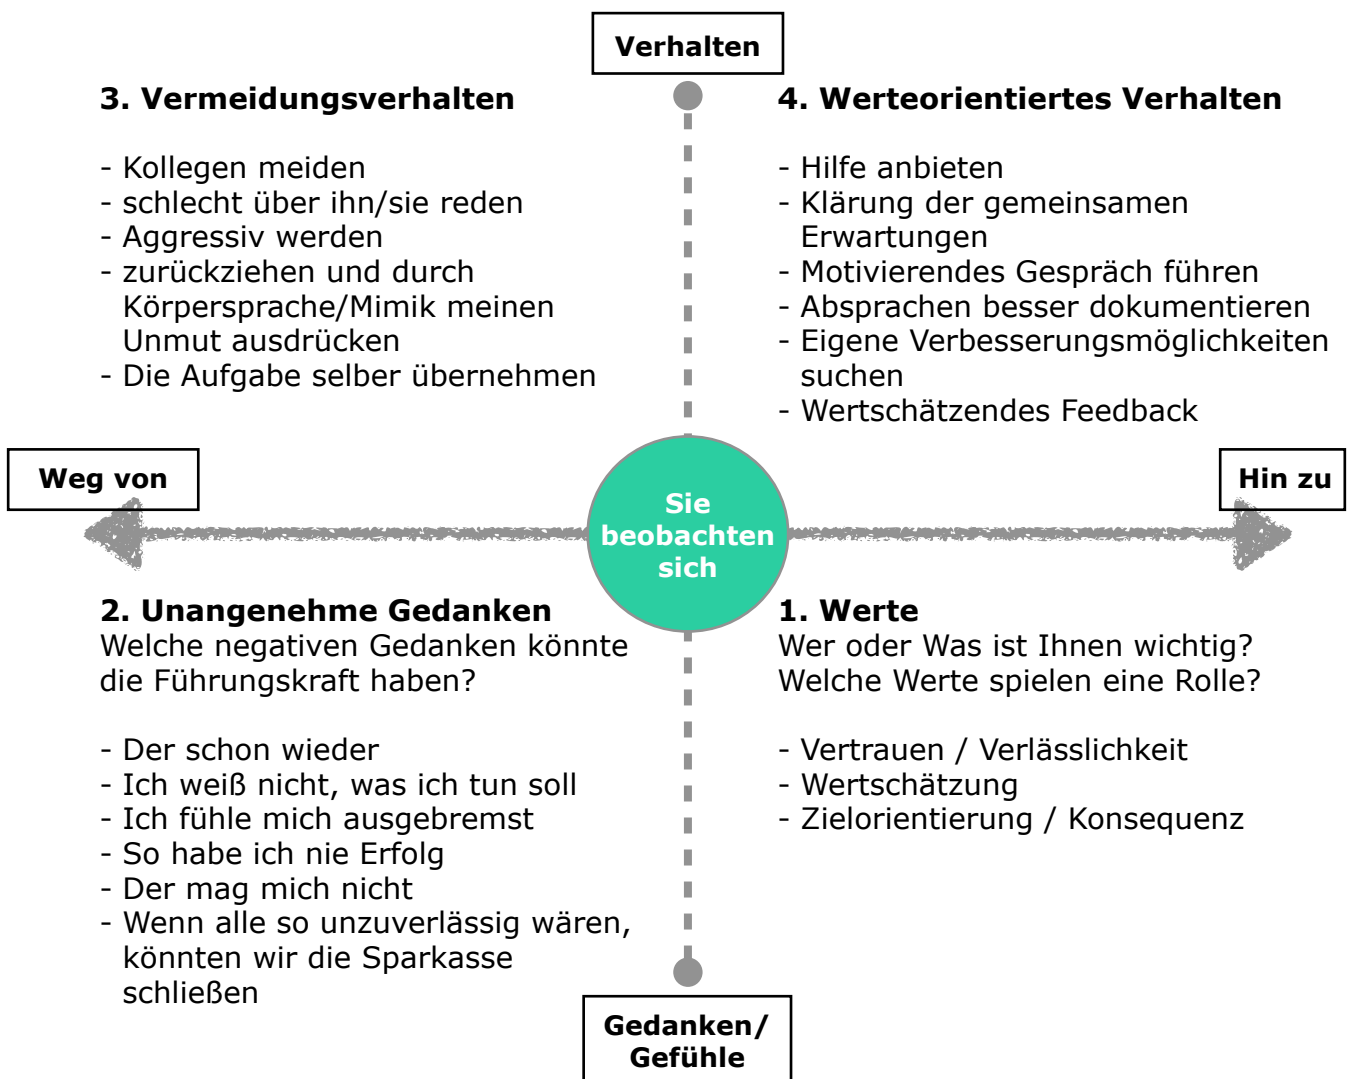 Verhalten
3. Vermeidungsverhalten
- Kollegen meiden
- schlecht über ihn/sie reden
- Aggressiv werden
- zurückziehen und durch
Körpersprache/Mimik meinen
Unmut ausdrücken
- Die Aufgabe selber übernehmen
4. Werteorientiertes Verhalten
- Hilfe anbieten
- Klärung der gemeinsamen
Erwartungen
- Motivierendes Gespräch führen
- Absprachen besser dokumentieren
- Eigene Verbesserungsmöglichkeiten
suchen
- Wertschätzendes Feedback
Weg von
Sie
beobachten
sich
Hin zu
2. Unangenehme Gedanken
Welche negativen Gedanken könnte
die Führungskraft haben?
- Der schon wieder
- Ich weiß nicht, was ich tun soll
- Ich fühle mich ausgebremst
- So habe ich nie Erfolg
- Der mag mich nicht
- Wenn alle so unzuverlässig wären,
könnten wir die Sparkasse
schließen
1. Werte
Wer oder Was ist Ihnen wichtig?
Welche Werte spielen eine Rolle?
- Vertrauen / Verlässlichkeit
- Wertschätzung
- Zielorientierung / Konsequenz
Gedanken/
Gefühle